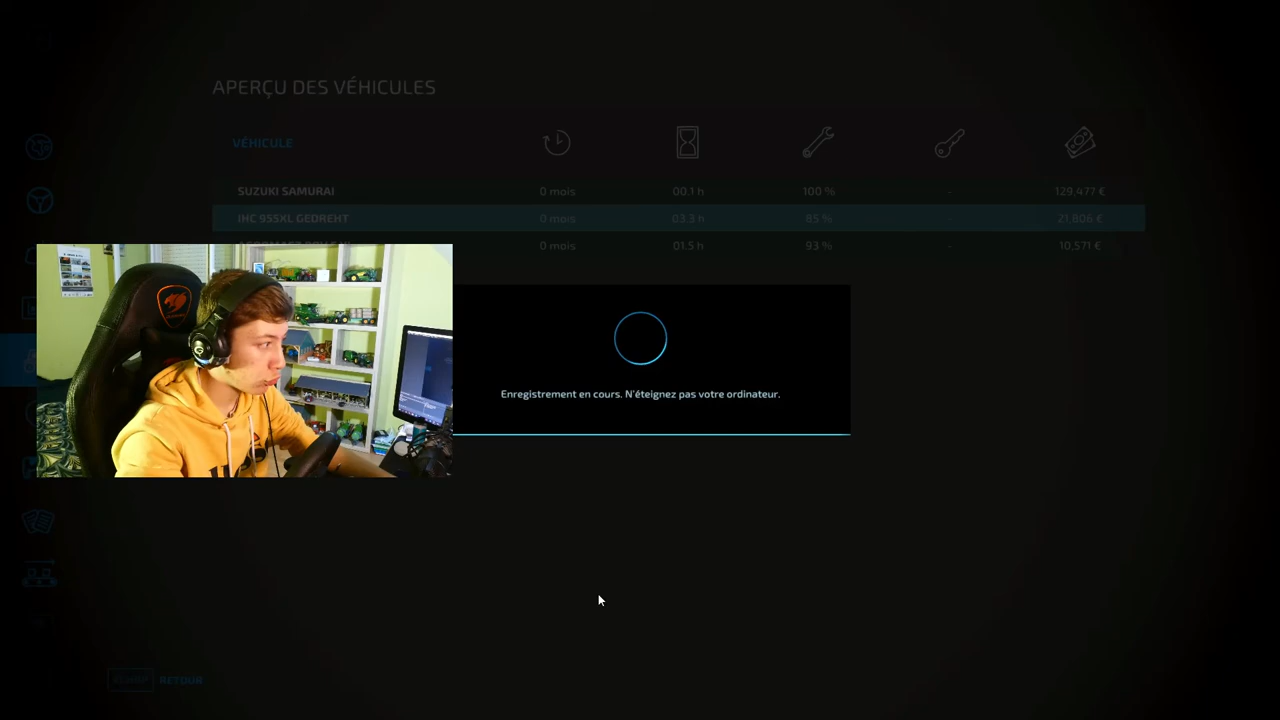 APERÇU DES VÉHICULES
VÉHICULE
SUZUKI SAMURAI 0 mois 00.1 h 100 % - 129,477 €
IHC 955XL GEDREHT 0 mois 03.3 h 85 % - 21,806 €
0 mois 01.5 h 93 % 10,571 €
Enregistrement en cours. N'éteignez pas votre ordinateur.
RETOUR